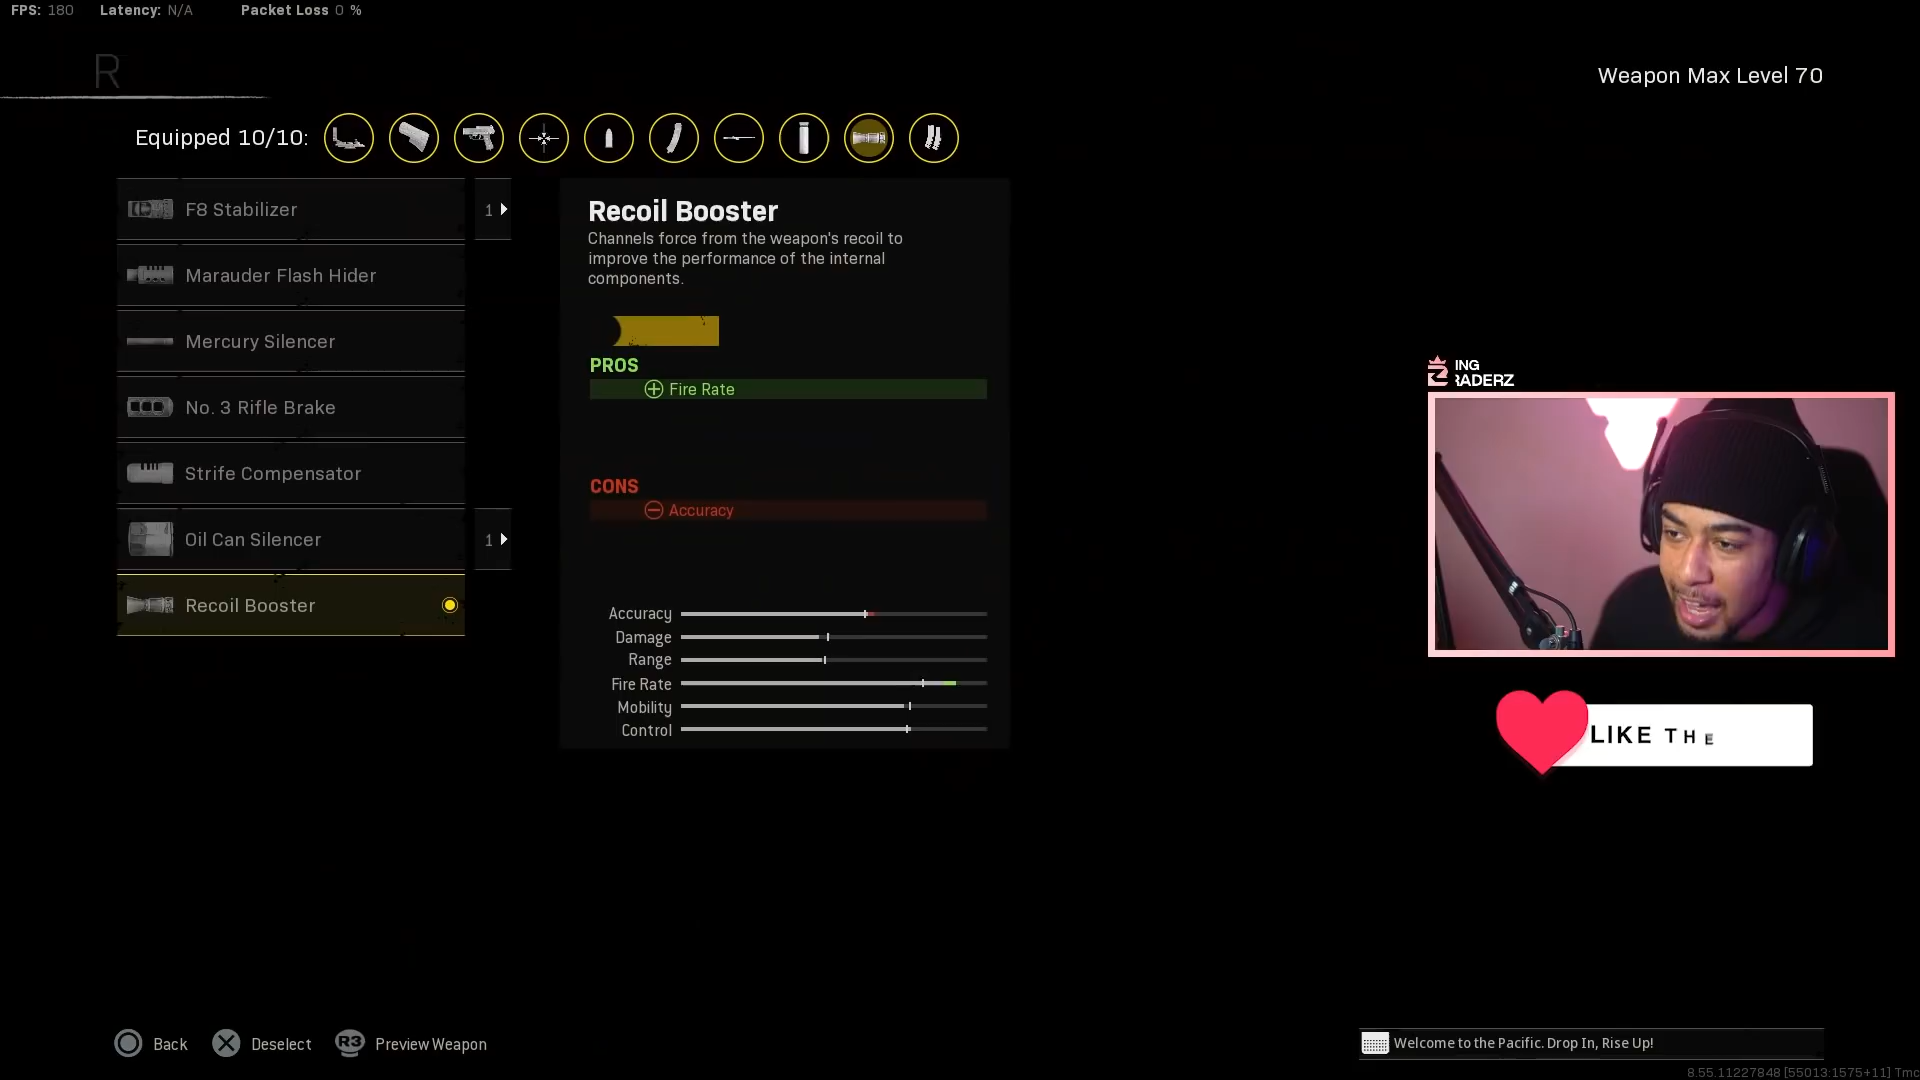 FPS: 180 Latency: N/A Packet Loss 0 %
R
Weapon Max Level 70
Equipped 10/10:
F8 Stabilizer
1
Marauder Flash Hider
Mercury Silencer
No. 3 Rifle Brake
Strife Compensator
Oil Can Silencer
1
Recoil Booster
Recoil Booster
Channels force from the weapon's recoil to
improve the performance of the internal
components.
PROS
Fire Rate
CONS
Accuracy
Accuracy
Damage
Range
Fire Rate
Mobility
Control
ING
RADERZ
LIKE THE
Back
Deselect
R3 Preview Weapon
Welcome to the Pacific. Drop In, Rise Up!
8.55.11227848 [55013:1575+11] Tmc